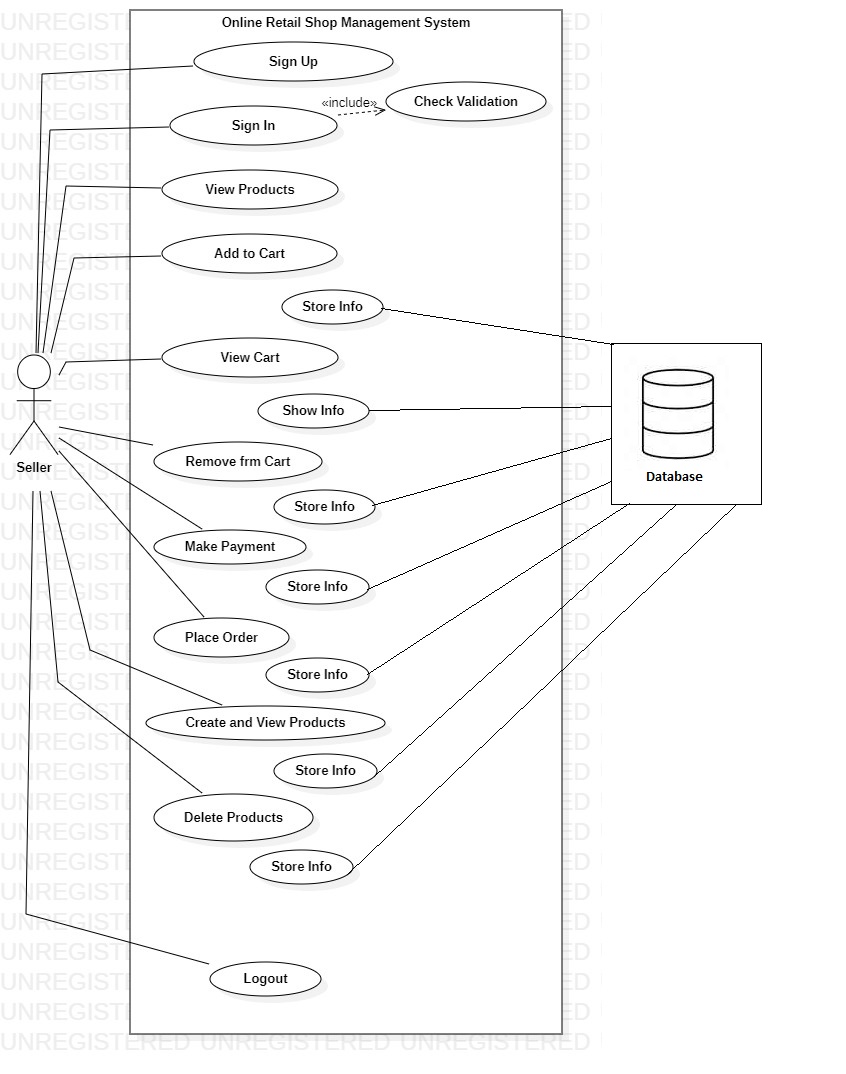 Online Retail Shop Management System
Sign Up
«include»
Check Validation
Sign In
View Products
Add to Cart
Store Info
View Cart
Show Info
Remove frm Cart
Seller
Database
Store Info
Make Payment
Store Info
Place Order
Store Info
Create and View Products
Store Info
Delete Products
Store Info
Logout
UNREGISTERED UNREGISTERED UNREGISTERED